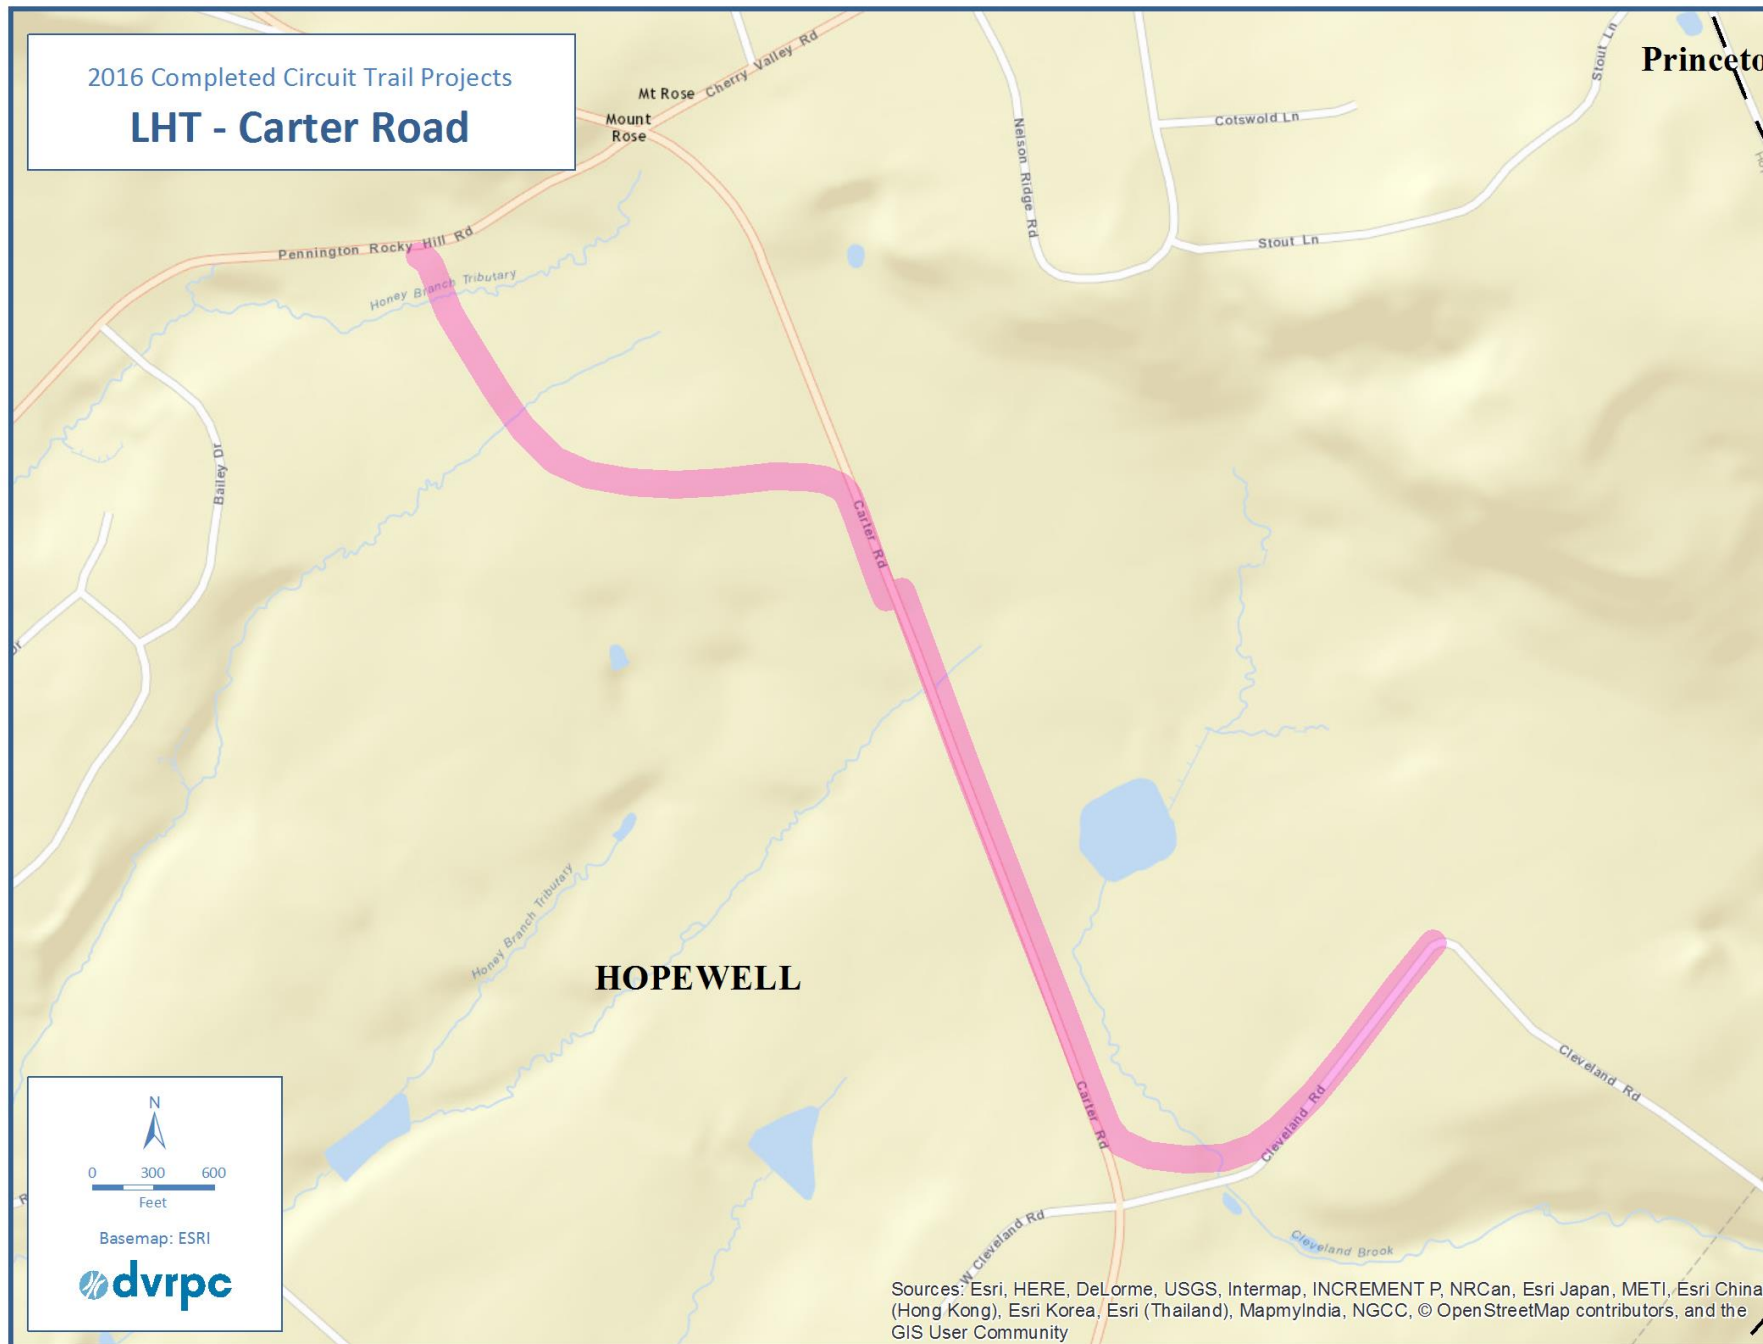 2016 Completed Circuit Trail Projects
LHT - Carter Road
Princeto
Mt Rose
Cherry Valley Rd
Mount
Rose
Stout Ln
Cotswold Ln
Nelson Ridge Rd
Stout Ln
Pennington Rocky Hill Rd
Honey Branch Tributary
Bailey Dr
Carter Rd
Honey Branch Tributary
HOPEWELL
Carter Rd
Cleveland Rd
Cleveland Rd
W Cleveland Rd
Cleveland Brook
N
0 300 600
Feet
Basemap: ESRI
dvrpc
Sources: Esri, HERE, DeLorme, USGS, Intermap, INCREMENT P, NRCan, Esri Japan, METI, Esri China
(Hong Kong), Esri Korea, Esri (Thailand), MapmyIndia, NGCC, © OpenStreetMap contributors, and the
GIS User Community